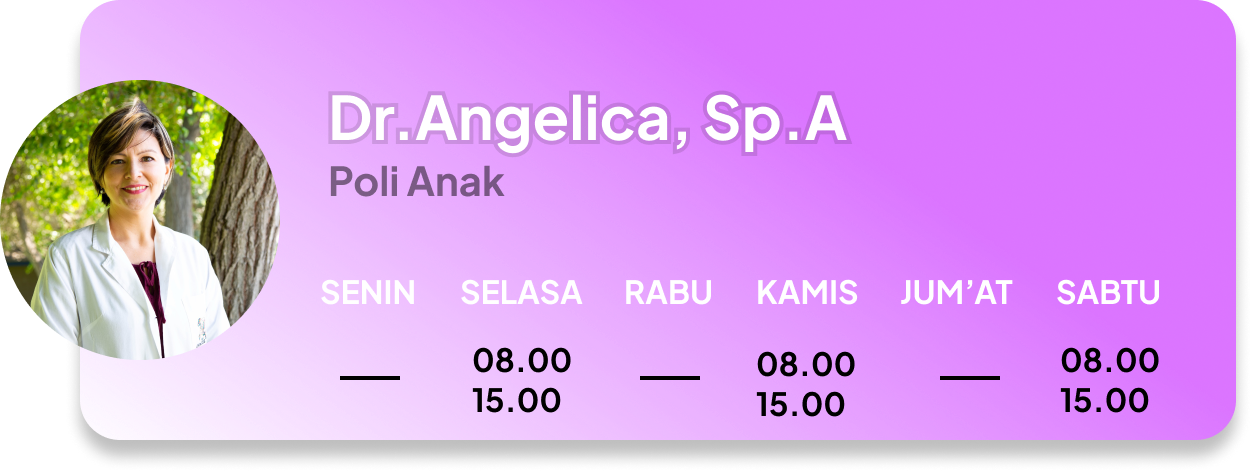 Dr.Angelica, Sp.A
Poli Anak
SENIN SELASA RABU KAMIS JUM’AT SABTU
— 08.00 — 08.00 — 08.00
15.00 15.00 15.00